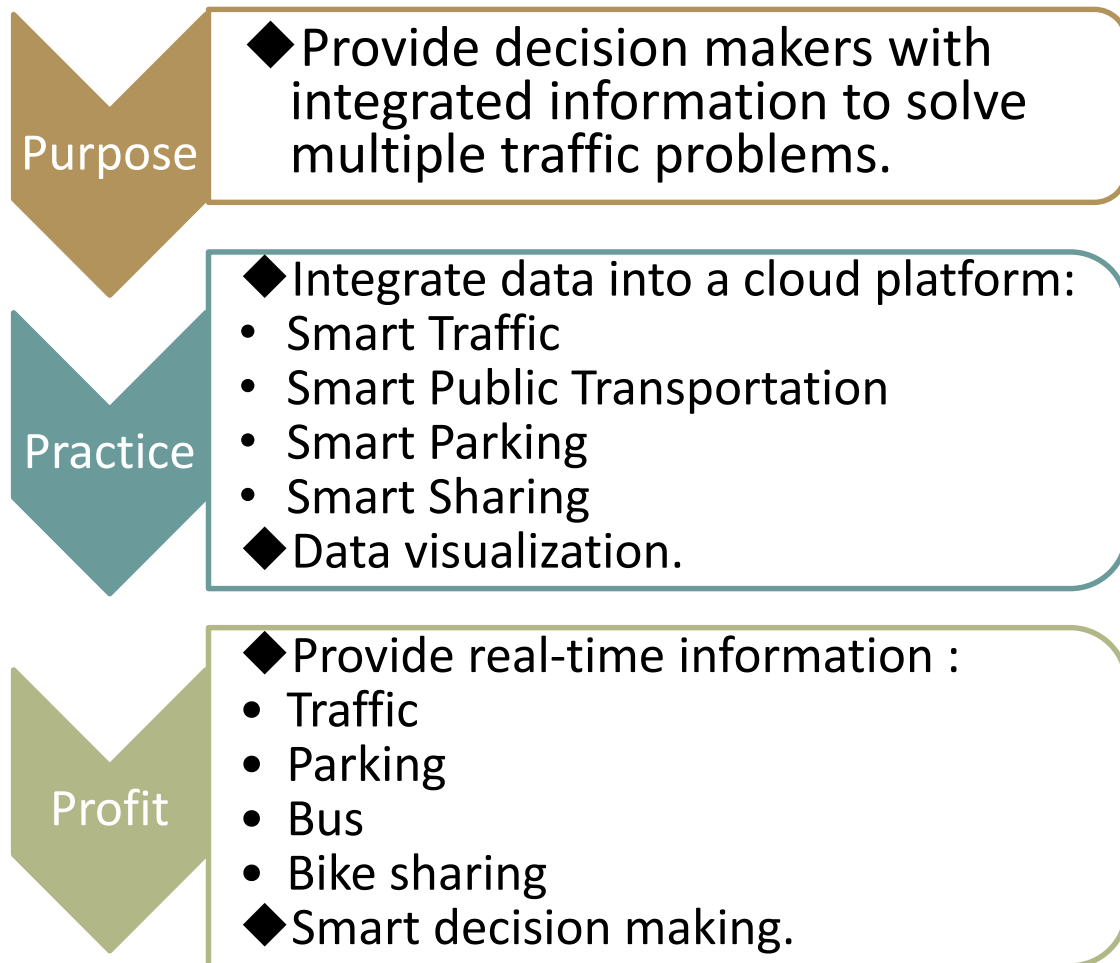 Purpose
◆Provide decision makers with
integrated information to solve
multiple traffic problems.
Practice
◆Integrate data into a cloud platform:
• Smart Traffic
• Smart Public Transportation
• Smart Parking
• Smart Sharing
◆Data visualization.
Profit
◆Provide real-time information :
• Traffic
• Parking
• Bus
• Bike sharing
◆Smart decision making.